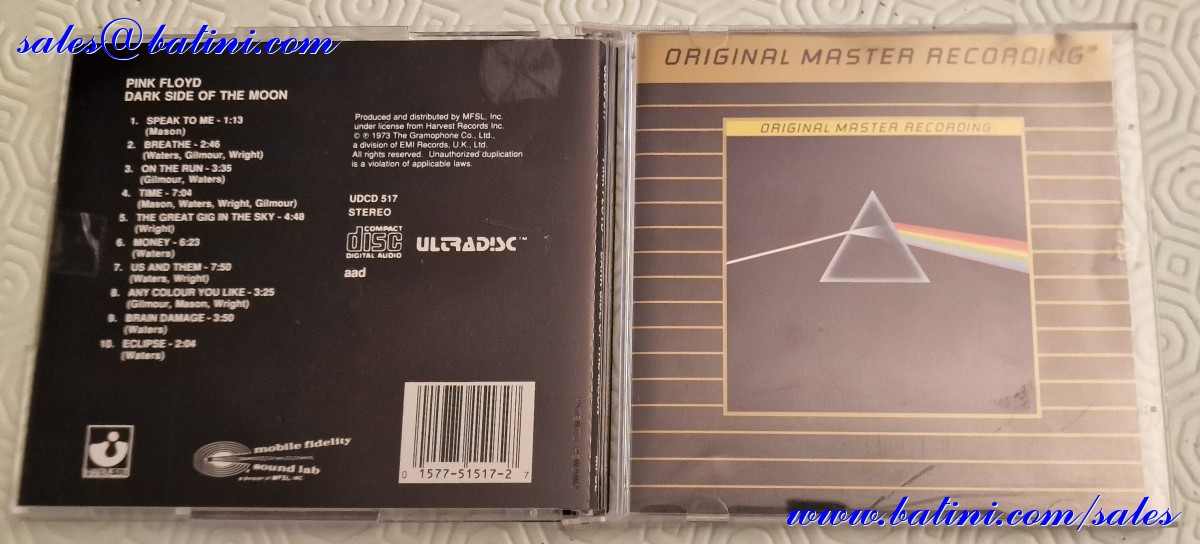 sales@batini.com
PINK FLOYD
DARK SIDE OF THE MOON
1. SPEAK TO ME - 1:13
(Mason)
2. BREATHE - 2:46
(Waters, Gilmour, Wright)
3. ON THE RUN - 3:35
(Gilmour, Waters)
4. TIME - 7:04
(Mason, Waters, Wright, Gilmour)
5. THE GREAT GIG IN THE SKY - 4:48
(Wright)
6. MONEY - 6:23
(Waters)
7. US AND THEM - 7:50
(Waters, Wright)
8. ANY COLOUR YOU LIKE - 3:25
(Gilmour, Mason, Wright)
9. BRAIN DAMAGE - 3:50
(Waters)
10. ECLIPSE - 2:04
(Waters)
Produced and distributed by MFSL, Inc.
under license from Harvest Records Inc.
© ℗ 1973 The Gramophone Co., Ltd.,
a division of EMI Records, U.K., Ltd.
All rights reserved. Unauthorized duplication
is a violation of applicable laws.
UDCD 517
STEREO
COMPACT
disc
DIGITAL AUDIO
ULTRADISC™
aad
mobile fidelity
sound lab
a division of MFSL, INC.
0 1577-51517-2 7
ORIGINAL MASTER RECORDING
ORIGINAL MASTER RECORDING
www.batini.com/sales